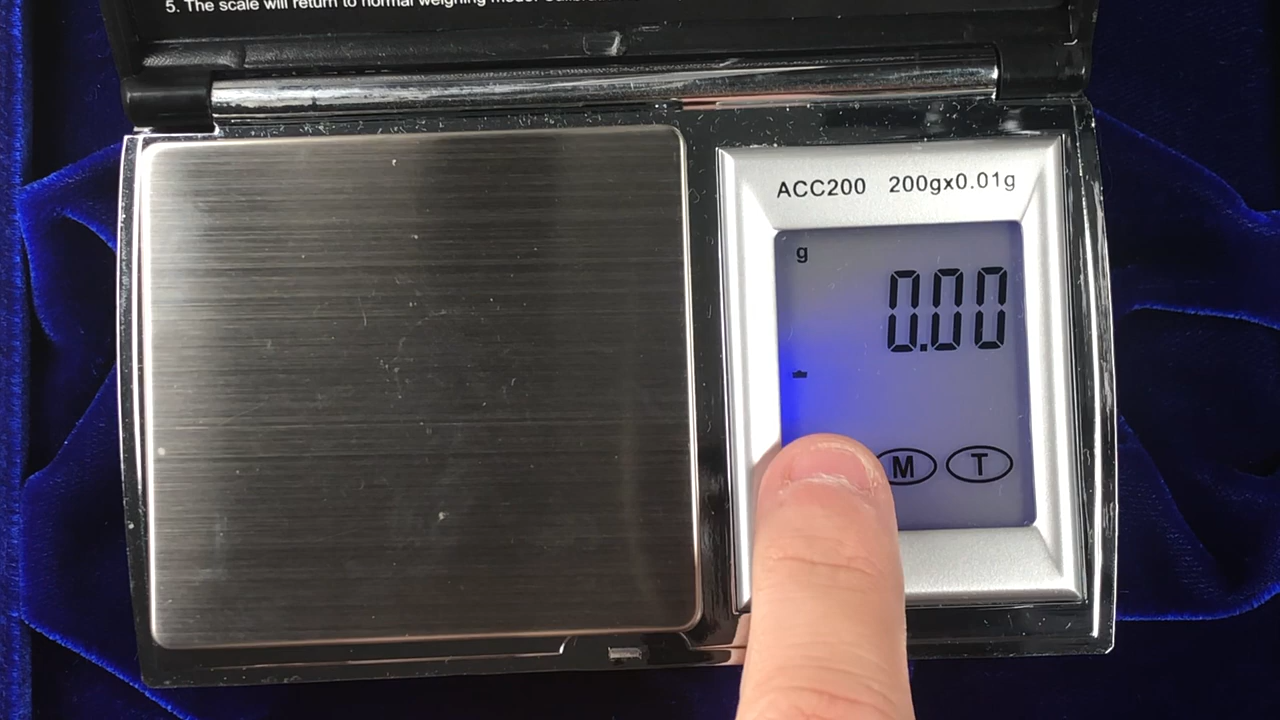 5. The scale will return to normal weighing mode.
ACC200 200gx0.01g
g
0.00
M T